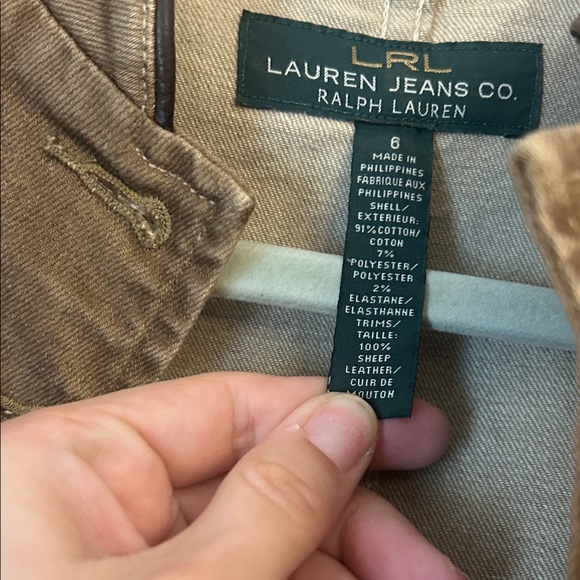 LRL
LAUREN JEANS CO.
RALPH LAUREN
6
MADE IN
PHILIPPINES
FABRIQUE AUX
PHILIPPINES
SHELL/
EXTERIEUR:
91% COTTON/
COTON
7%
POLYESTER/
POLYESTER
2%
ELASTANE/
ELASTHANNE
TRIMS/
TAILLE:
100%
SHEEP
LEATHER/
CUIR DE
MOUTON